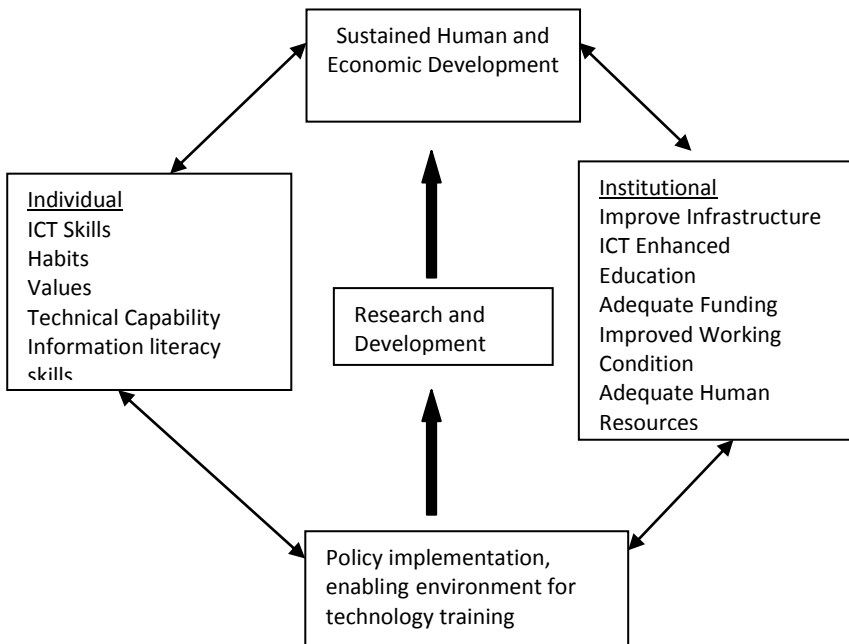 Sustained Human and
Economic Development
Individual
ICT Skills
Habits
Values
Technical Capability
Information literacy
skills
Institutional
Improve Infrastructure
ICT Enhanced
Education
Adequate Funding
Improved Working
Condition
Adequate Human
Resources
Research and
Development
Policy implementation,
enabling environment for
technology training